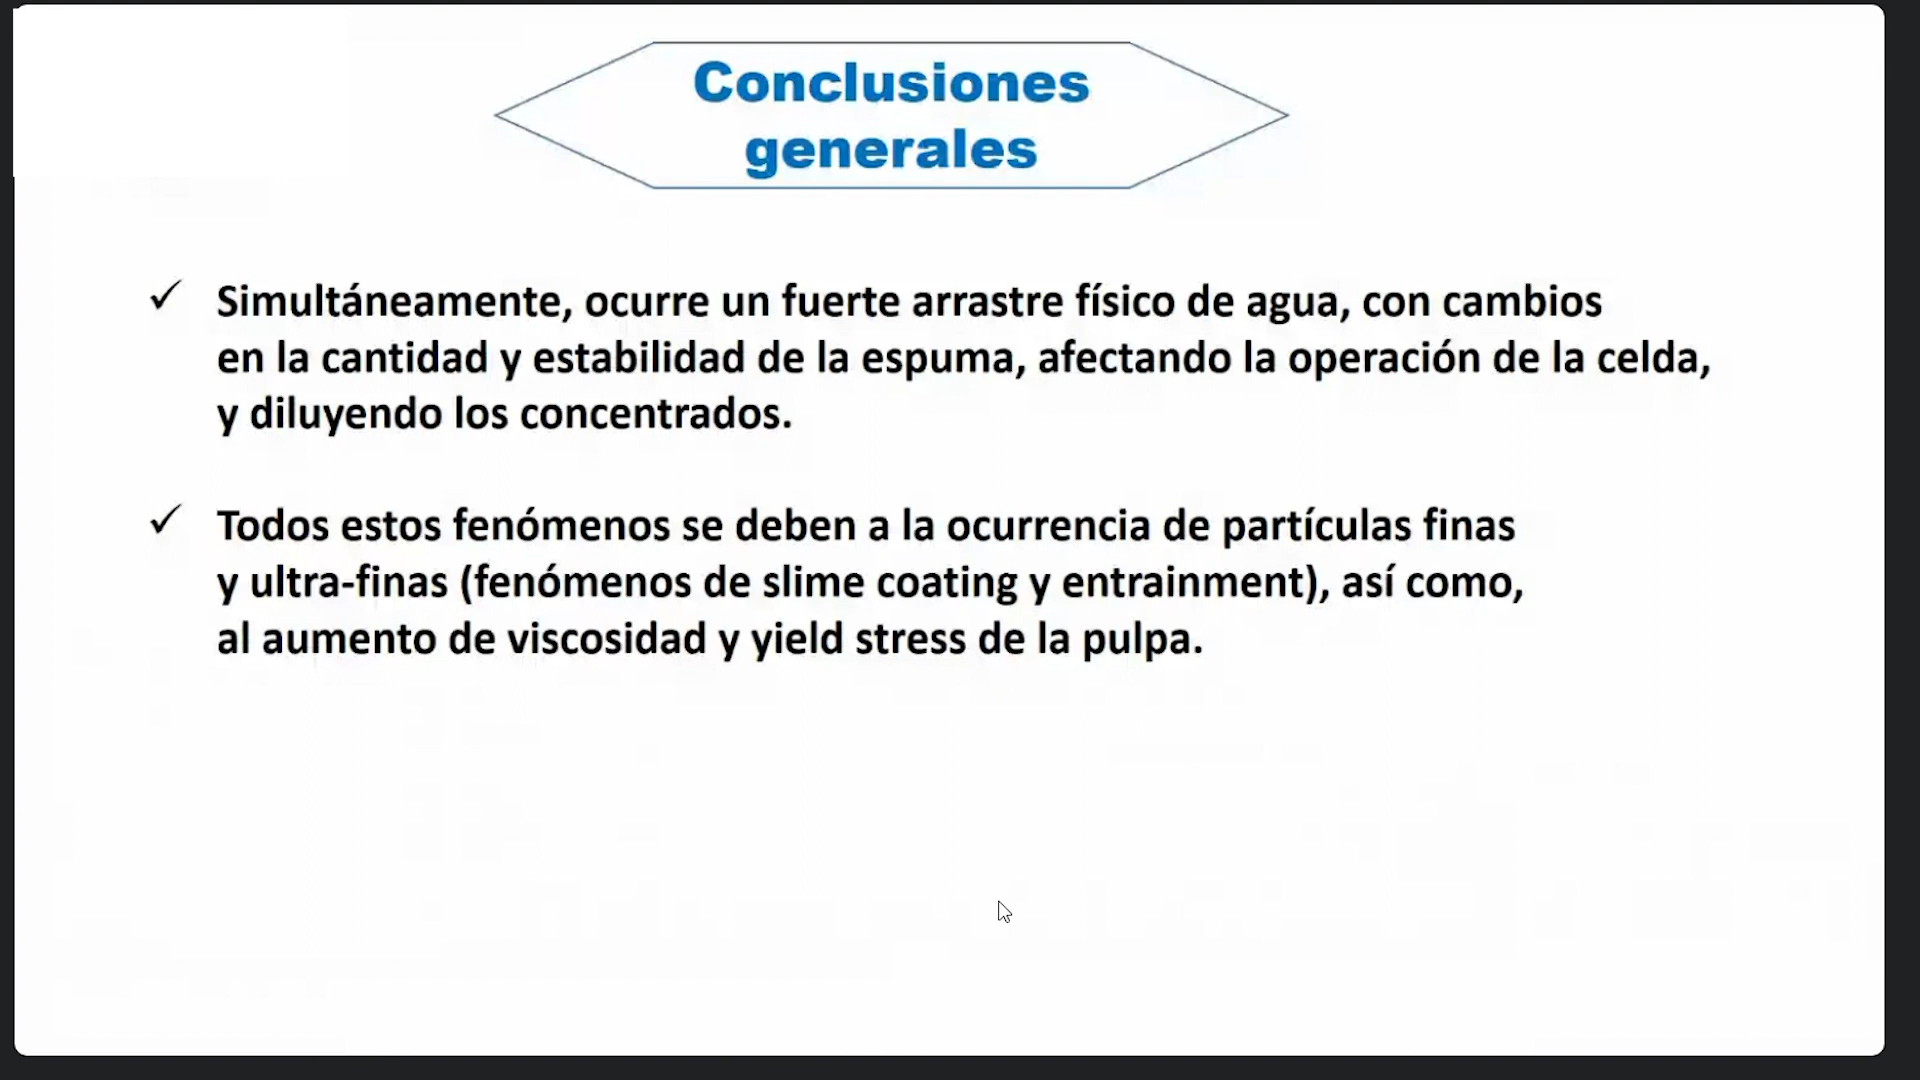 Conclusiones
generales
✓ Simultáneamente, ocurre un fuerte arrastre físico de agua, con cambios
en la cantidad y estabilidad de la espuma, afectando la operación de la celda,
y diluyendo los concentrados.
✓ Todos estos fenómenos se deben a la ocurrencia de partículas finas
y ultra-finas (fenómenos de slime coating y entrainment), así como,
al aumento de viscosidad y yield stress de la pulpa.